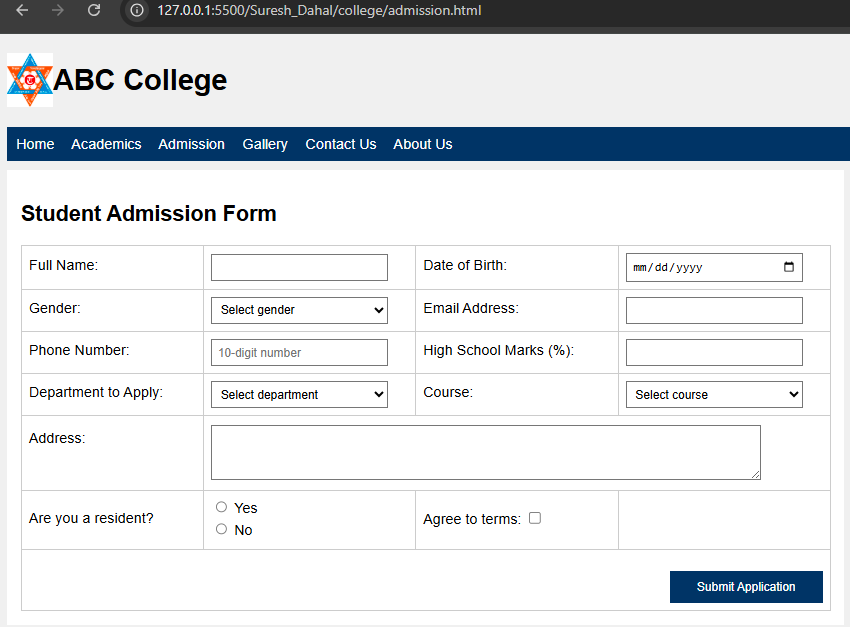 127.0.0.1:5500/Suresh_Dahal/college/admission.html
ABC College
Home Academics Admission Gallery Contact Us About Us
Student Admission Form
Full Name: Date of Birth: mm/dd/yyyy
Gender: Select gender Email Address:
Phone Number: 10-digit number High School Marks (%):
Department to Apply: Select department Course: Select course
Address:
Yes
Are you a resident? Agree to terms:
No
Submit Application